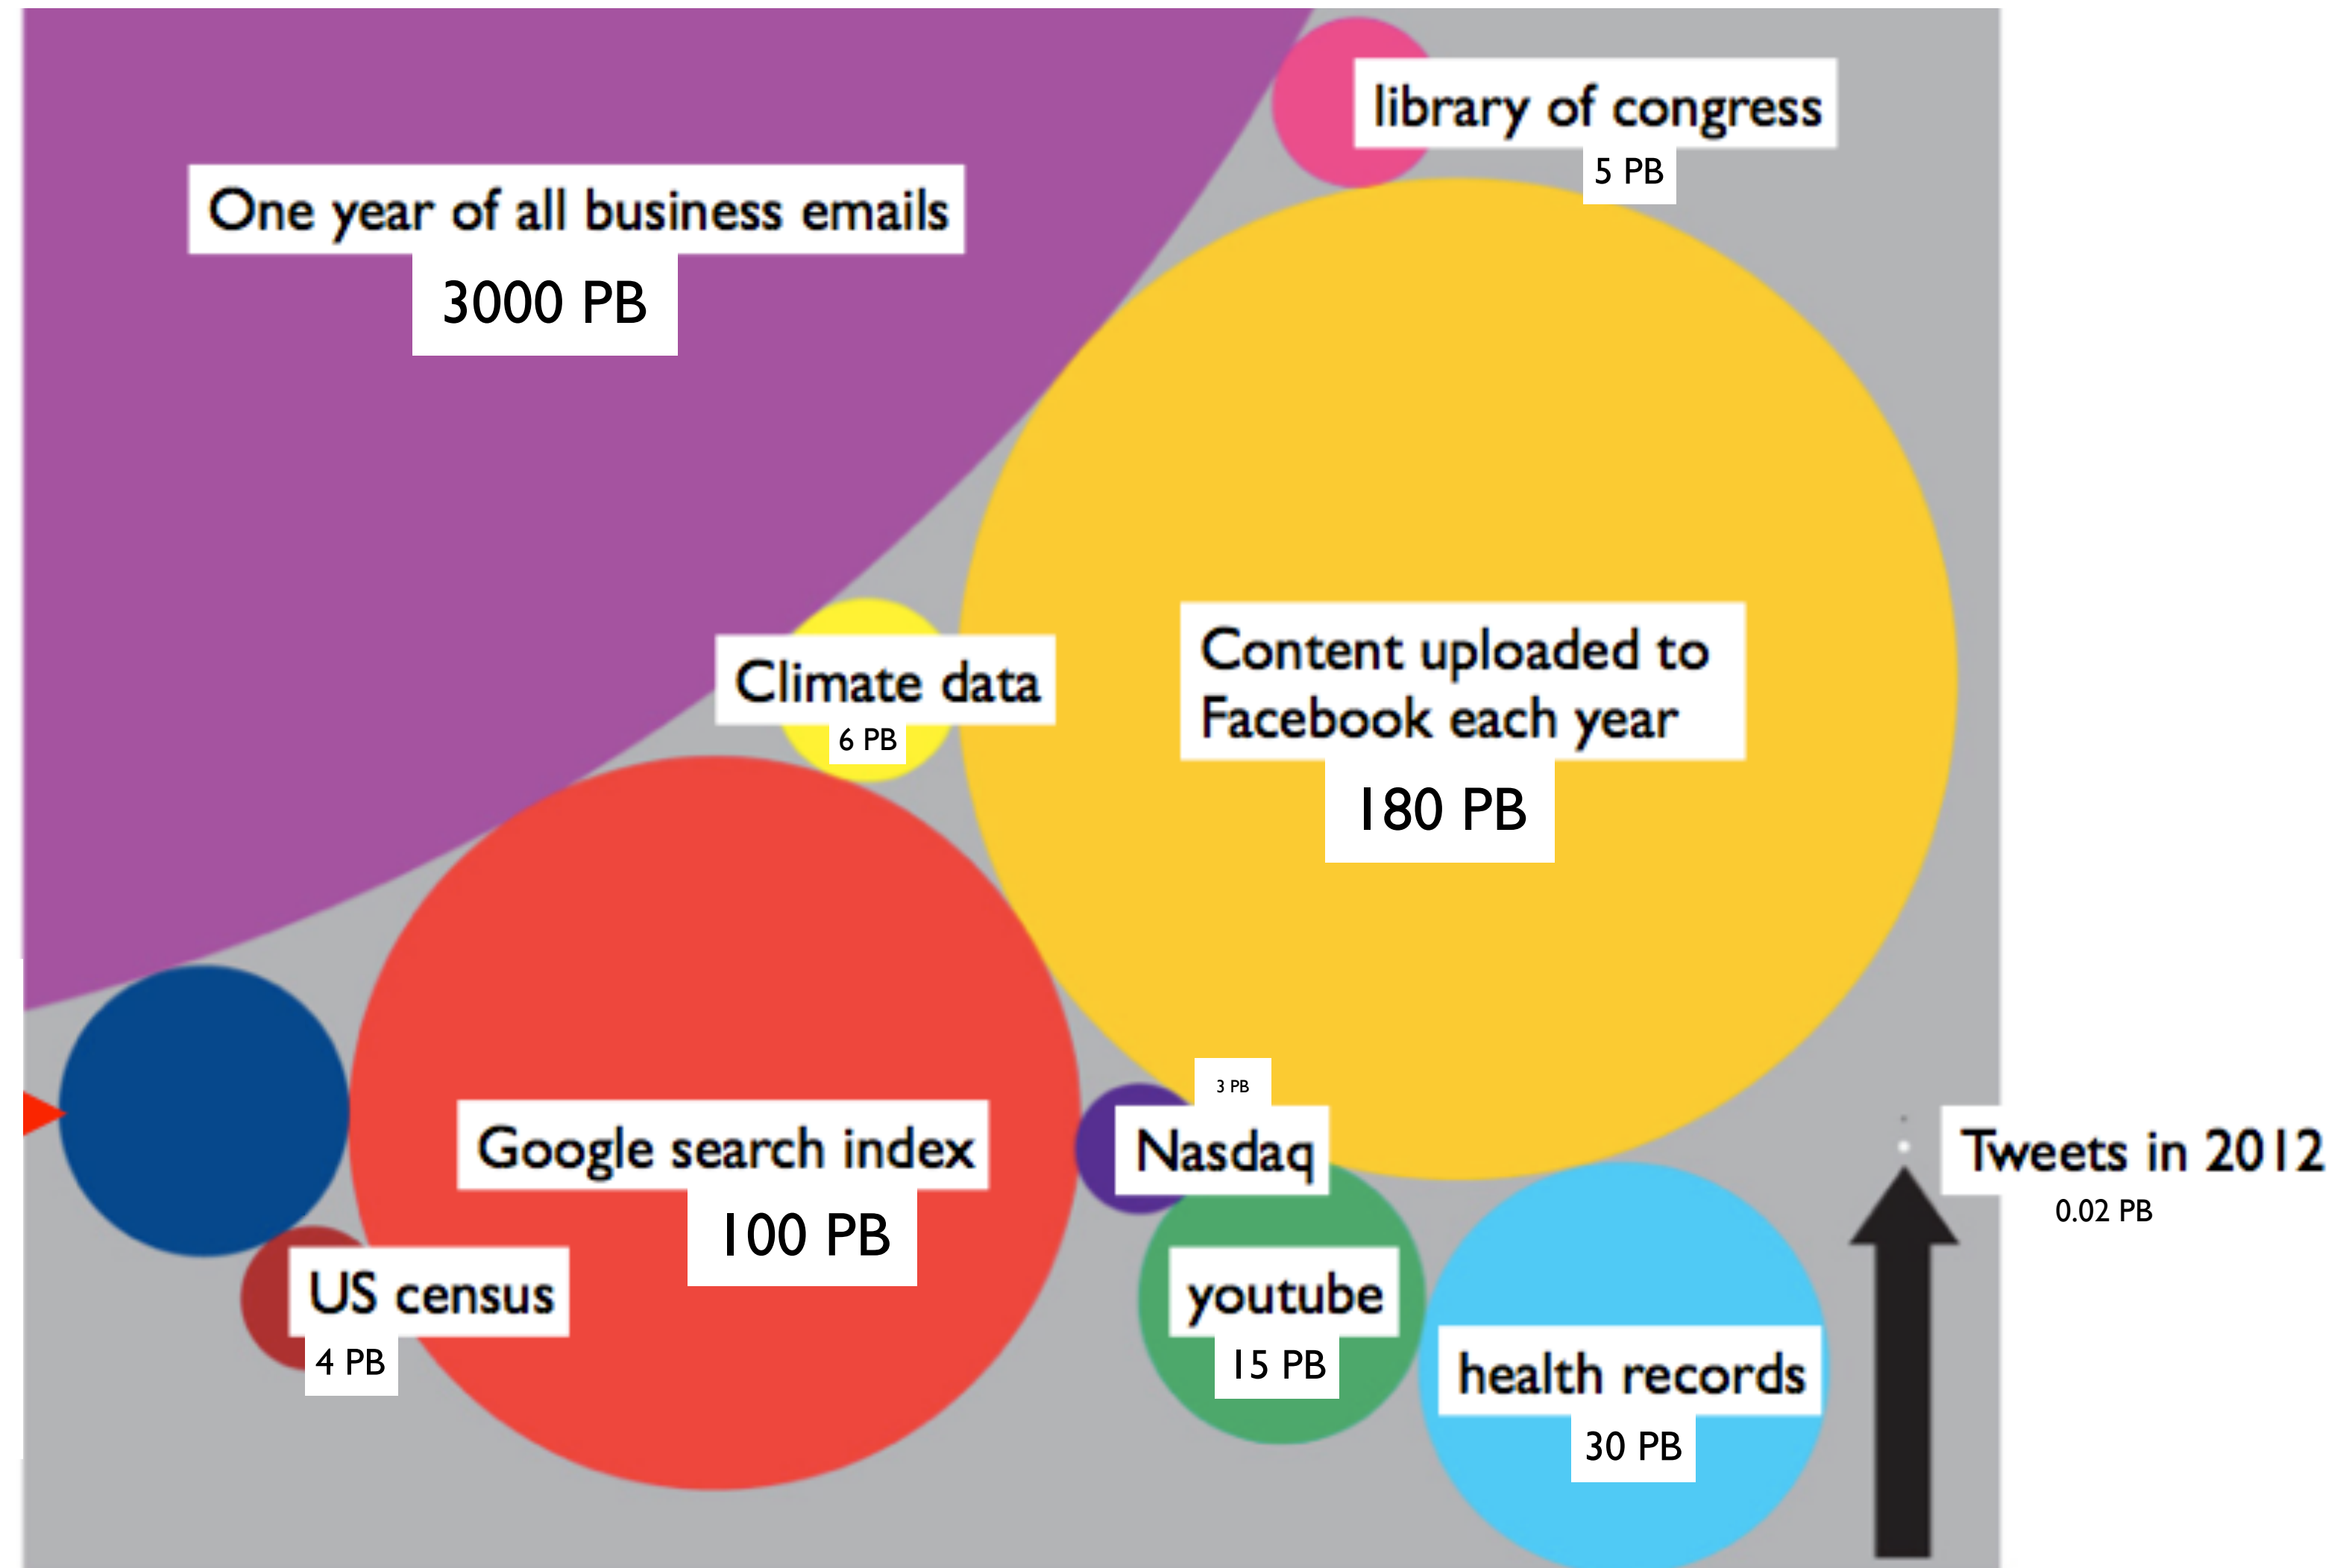 library of congress
5 PB
One year of all business emails
3000 PB
Climate data
6 PB
Content uploaded to
Facebook each year
180 PB
3 PB
Nasdaq
Google search index
100 PB
Tweets in 2012
0.02 PB
US census
4 PB
youtube
15 PB
health records
30 PB